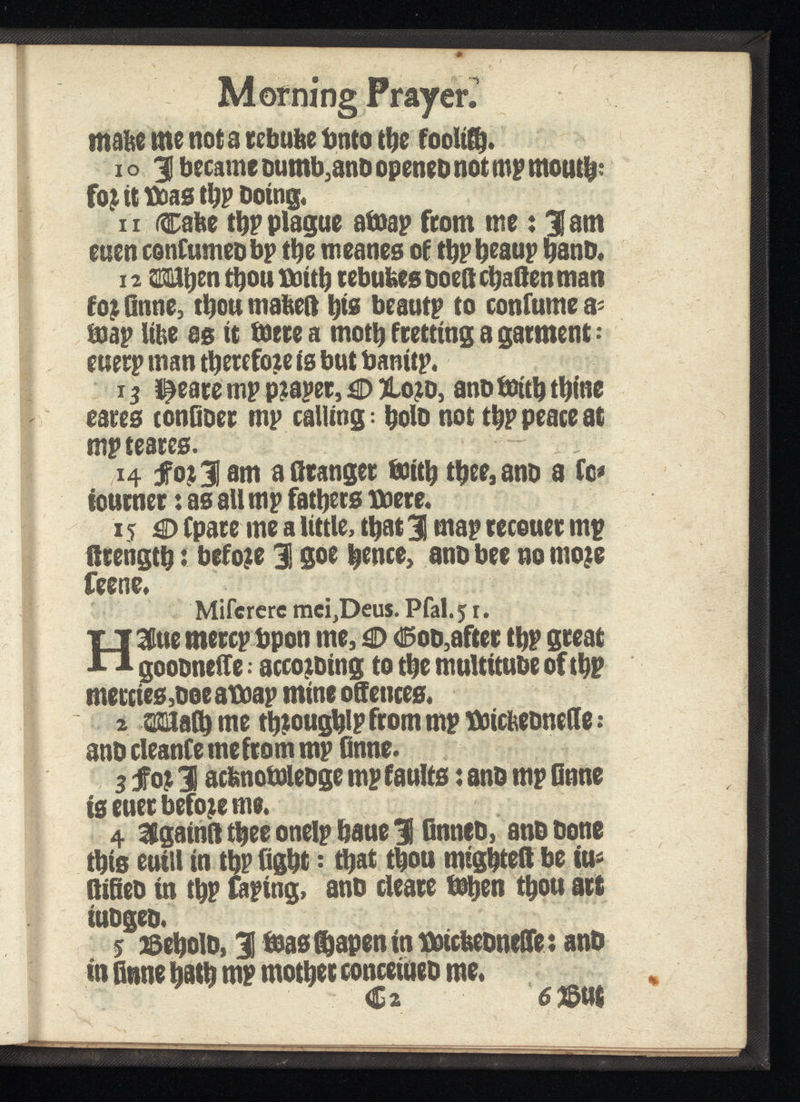 Morning Prayer.
make me not a rebuke vnto the foolish.
10 I became dumb, and opened not my mouth:
for it was thy doing.
11 Take thy plague away from me : I am
euen consumed by the meanes of thy heauy hand.
12 When thou with rebukes doest chasten man
for sinne, thou makest his beauty to consume a-
way like as it were a moth fretting a garment :
euery man therefore is but vanity.
13 Heare my prayer, O Lord, and with thine
eares consider my calling : hold not thy peace at
my teares.
14 For I am a stranger with thee, and a so-
iourner : as all my fathers were.
15 O spare me a little, that I may recouer my
strength : before I goe hence, and bee no more
seene.
Miserere mei, Deus. Psal. 51.
HAue mercy vpon me, O God, after thy great
goodnesse : according to the multitude of thy
mercies, doe away mine offences.
2 Wash me throughly from my wickednesse :
and cleanse me from my sinne.
3 For I acknowledge my faults : and my sinne
is euer before me.
4 Against thee onely haue I sinned, and done
this euill in thy sight : that thou mightest be iu-
stified in thy saying, and cleare when thou art
iudged.
5 Behold, I was shapen in wickednesse : and
in sinne hath my mother conceiued me.
C 2 6 But